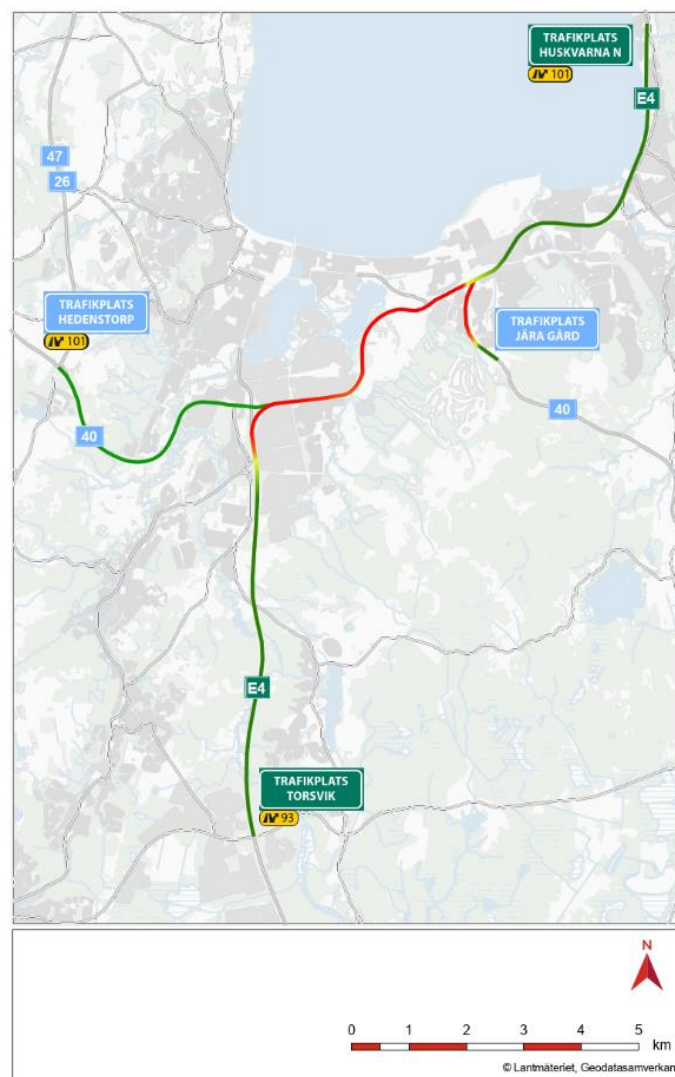 TRAFIKPLATS
HUSKVARNA N
101
E4
47
26
TRAFIKPLATS
HEDENSTORP
101
TRAFIKPLATS
JÄRA GÅRD
40
40
E4
TRAFIKPLATS
TORSVIK
93
N
0 1 2 3 4 5
km
© Lantmäteriet, Geodatasamverkan